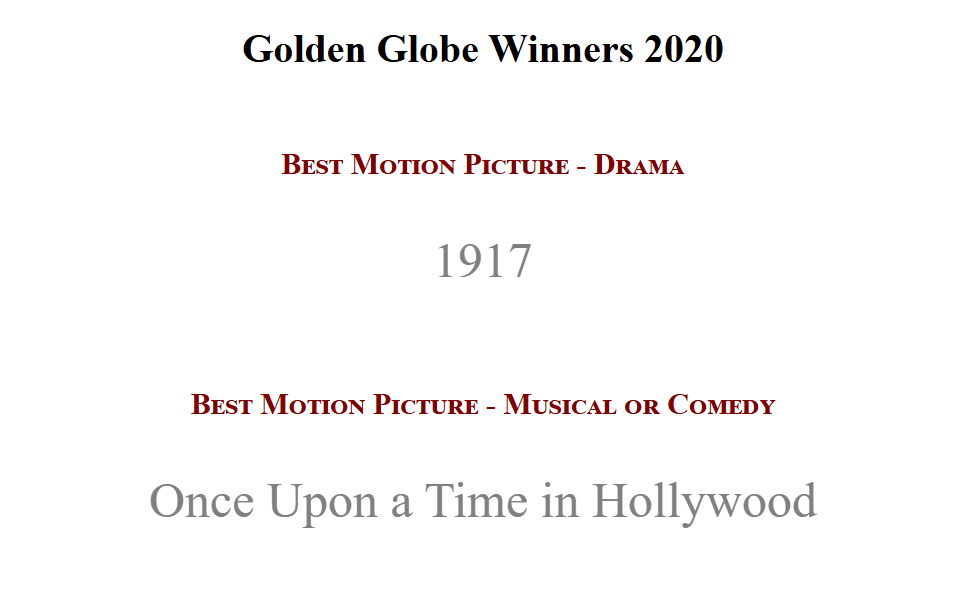 Golden Globe Winners 2020
Best Motion Picture - Drama
1917
Best Motion Picture - Musical or Comedy
Once Upon a Time in Hollywood